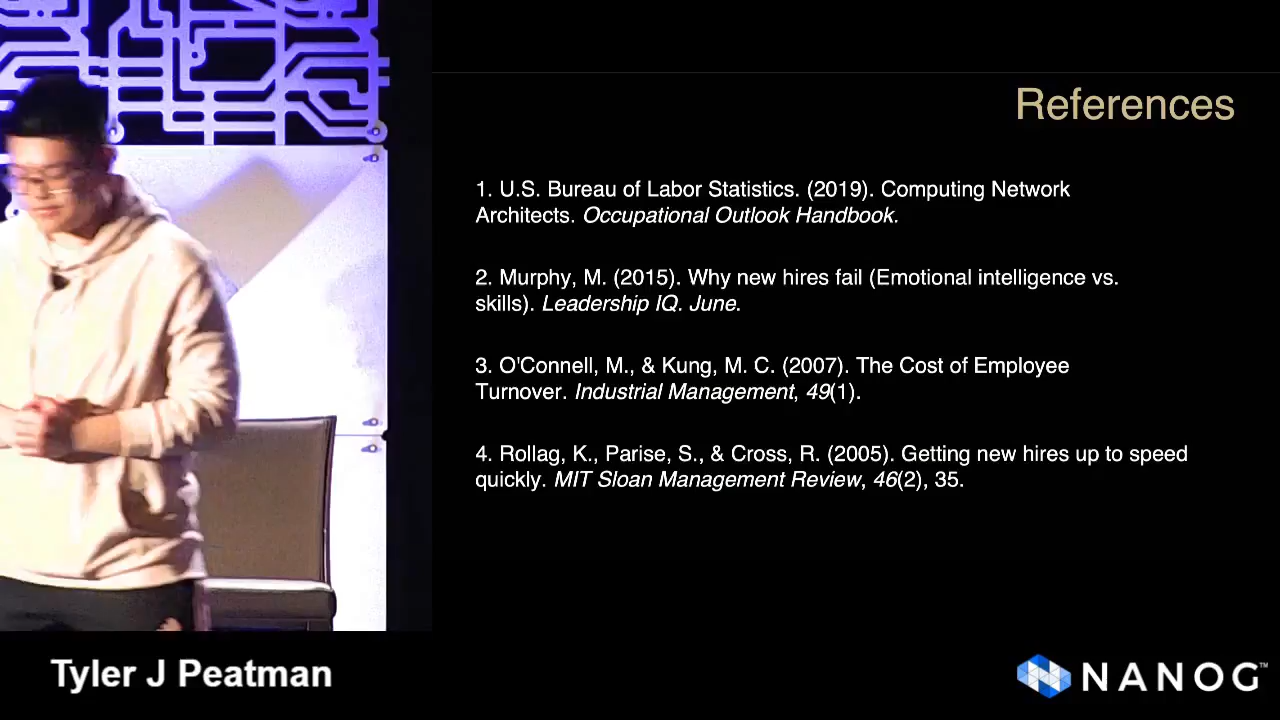 References
1. U.S. Bureau of Labor Statistics. (2019). Computing Network
Architects. Occupational Outlook Handbook.
2. Murphy, M. (2015). Why new hires fail (Emotional intelligence vs.
skills). Leadership IQ. June.
3. O'Connell, M., & Kung, M. C. (2007). The Cost of Employee
Turnover. Industrial Management, 49(1).
4. Rollag, K., Parise, S., & Cross, R. (2005). Getting new hires up to speed
quickly. MIT Sloan Management Review, 46(2), 35.
Tyler J Peatman
NANOG™